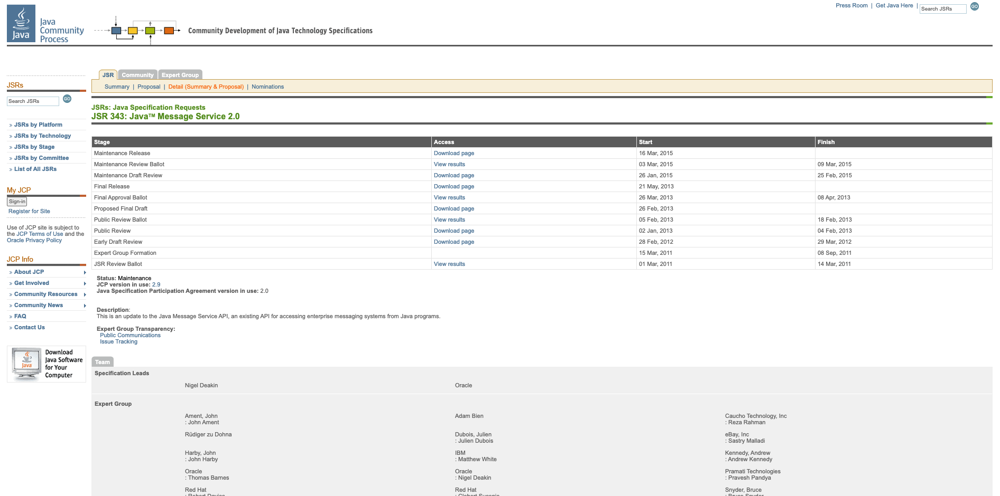 Press Room | Get Java Here | Search JSRs GO
Java
Java
Community
Process
Community Development of Java Technology Specifications
JSRs
Search JSRs GO
» JSRs by Platform
» JSRs by Technology
» JSRs by Stage
» JSRs by Committee
» List of All JSRs
My JCP
Sign-in
Register for Site
Use of JCP site is subject to
the JCP Terms of Use and the
Oracle Privacy Policy
JCP Info
» About JCP
» Get Involved
» Community Resources
» Community News
» FAQ
» Contact Us
Java
Download
Java Software
for Your
Computer
JSR Community Expert Group
Summary | Proposal | Detail (Summary & Proposal) | Nominations
JSRs: Java Specification Requests
JSR 343: Java™ Message Service 2.0
Stage Access Start Finish
Maintenance Release Download page 16 Mar, 2015
Maintenance Review Ballot View results 03 Mar, 2015 09 Mar, 2015
Maintenance Draft Review Download page 26 Jan, 2015 25 Feb, 2015
Final Release Download page 21 May, 2013
Final Approval Ballot View results 26 Mar, 2013 08 Apr, 2013
Proposed Final Draft Download page 26 Feb, 2013
Public Review Ballot View results 05 Feb, 2013 18 Feb, 2013
Public Review Download page 02 Jan, 2013 04 Feb, 2013
Early Draft Review Download page 28 Feb, 2012 29 Mar, 2012
Expert Group Formation 15 Mar, 2011 08 Sep, 2011
JSR Review Ballot View results 01 Mar, 2011 14 Mar, 2011
Status: Maintenance
JCP version in use: 2.9
Java Specification Participation Agreement version in use: 2.0
Description:
This is an update to the Java Message Service API, an existing API for accessing enterprise messaging systems from Java programs.
Expert Group Transparency:
Public Communications
Issue Tracking
Team
Specification Leads
Nigel Deakin Oracle
Expert Group
Ament, John Adam Bien Caucho Technology, Inc
: John Ament : Reza Rahman
Rüdiger zu Dohna Dubois, Julien eBay, Inc
: Julien Dubois : Sastry Malladi
Harby, John IBM Kennedy, Andrew
: John Harby : Matthew White : Andrew Kennedy
Oracle Oracle Pramati Technologies
: Thomas Barnes : Nigel Deakin : Pravesh Pandya
Red Hat Red Hat Snyder, Bruce